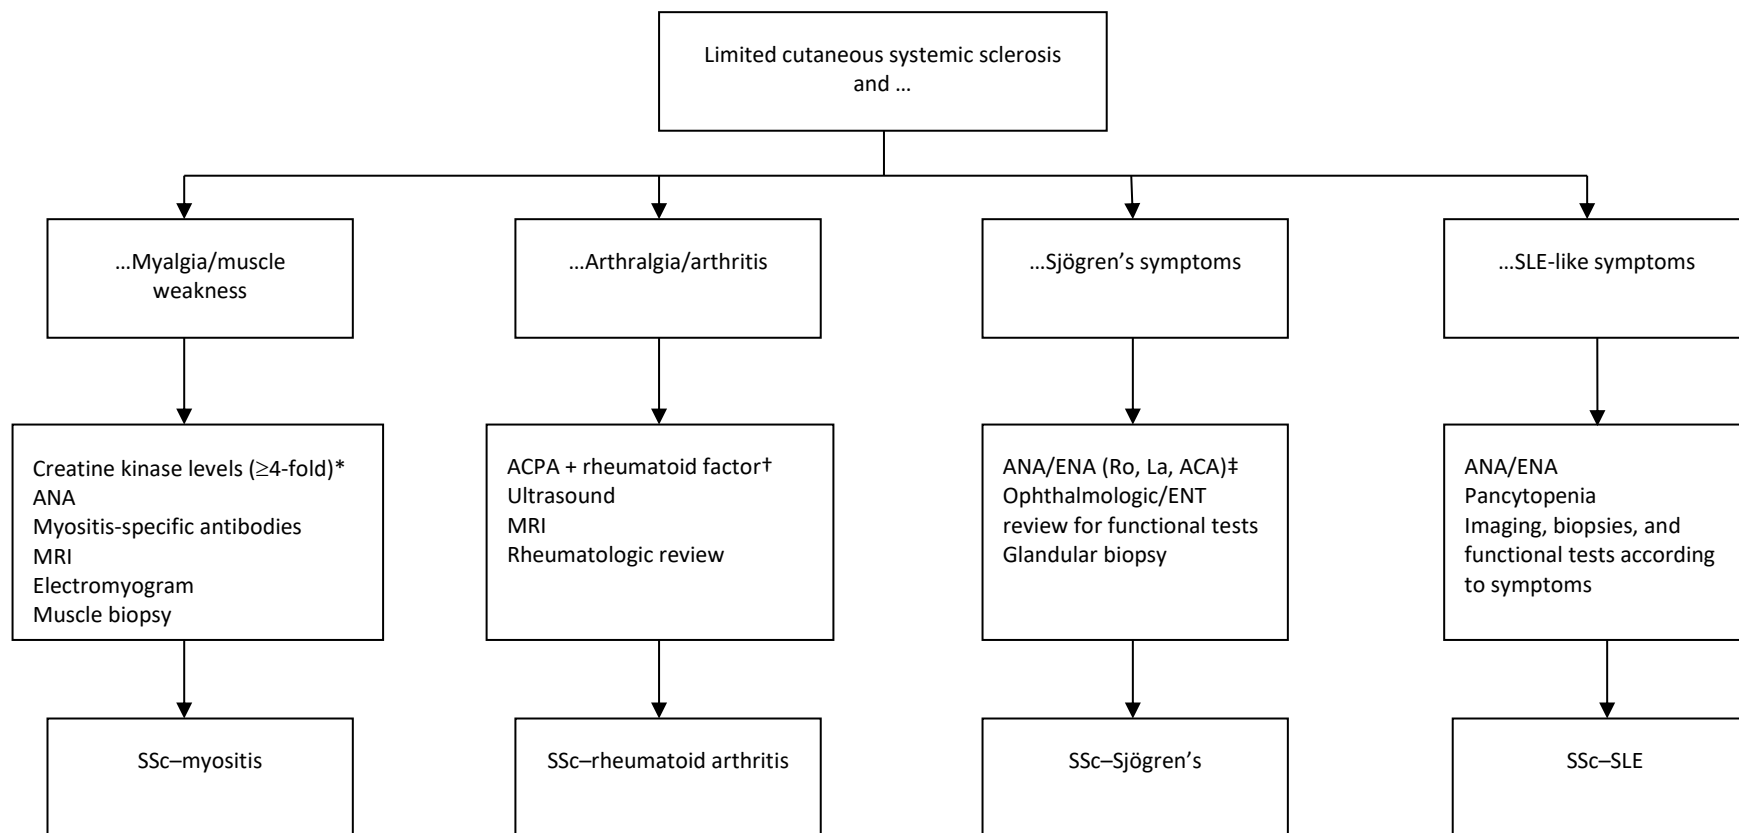 Limited cutaneous systemic sclerosis
and …
…Myalgia/muscle
weakness
…Arthralgia/arthritis
…Sjögren’s symptoms
…SLE-like symptoms
Creatine kinase levels (≥4-fold)*
ANA
Myositis-specific antibodies
MRI
Electromyogram
Muscle biopsy
ACPA + rheumatoid factor†
Ultrasound
MRI
Rheumatologic review
ANA/ENA (Ro, La, ACA)‡
Ophthalmologic/ENT
review for functional tests
Glandular biopsy
ANA/ENA
Pancytopenia
Imaging, biopsies, and
functional tests according
to symptoms
SSc–myositis
SSc–rheumatoid arthritis
SSc–Sjögren’s
SSc–SLE